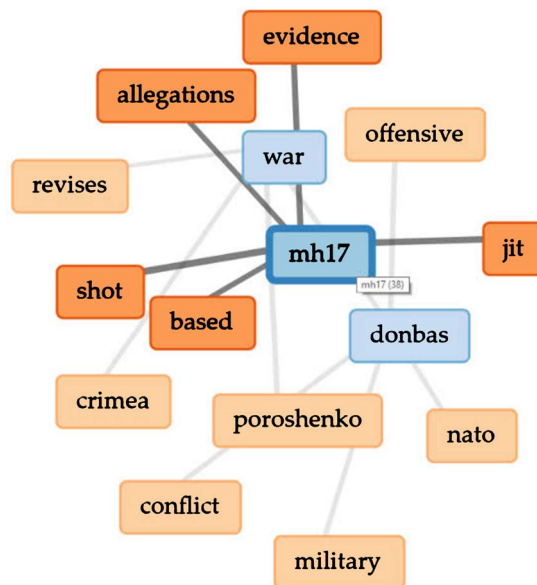 evidence
allegations
offensive
war
revises
mh17
jit
mh17 (38)
shot
based
donbas
crimea
poroshenko
nato
conflict
military